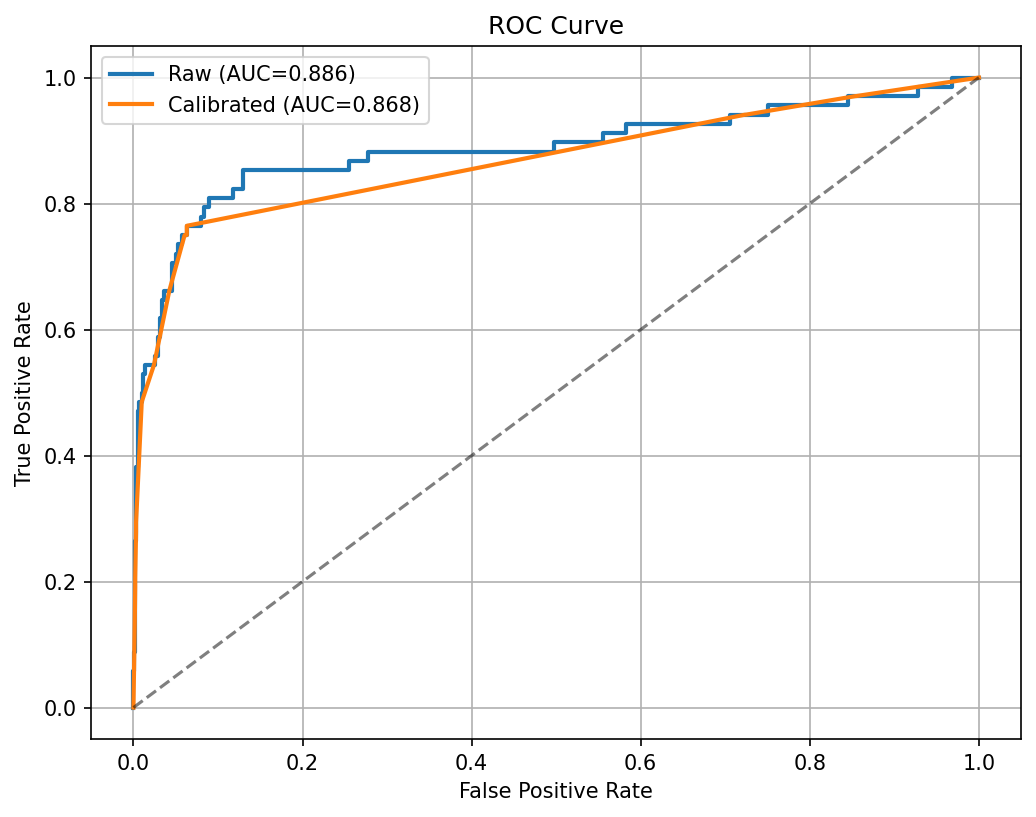 ROC Curve
Raw (AUC=0.886)
Calibrated (AUC=0.868)
True Positive Rate
1.0
0.8
0.6
0.4
0.2
0.0
0.0 0.2 0.4 0.6 0.8 1.0
False Positive Rate